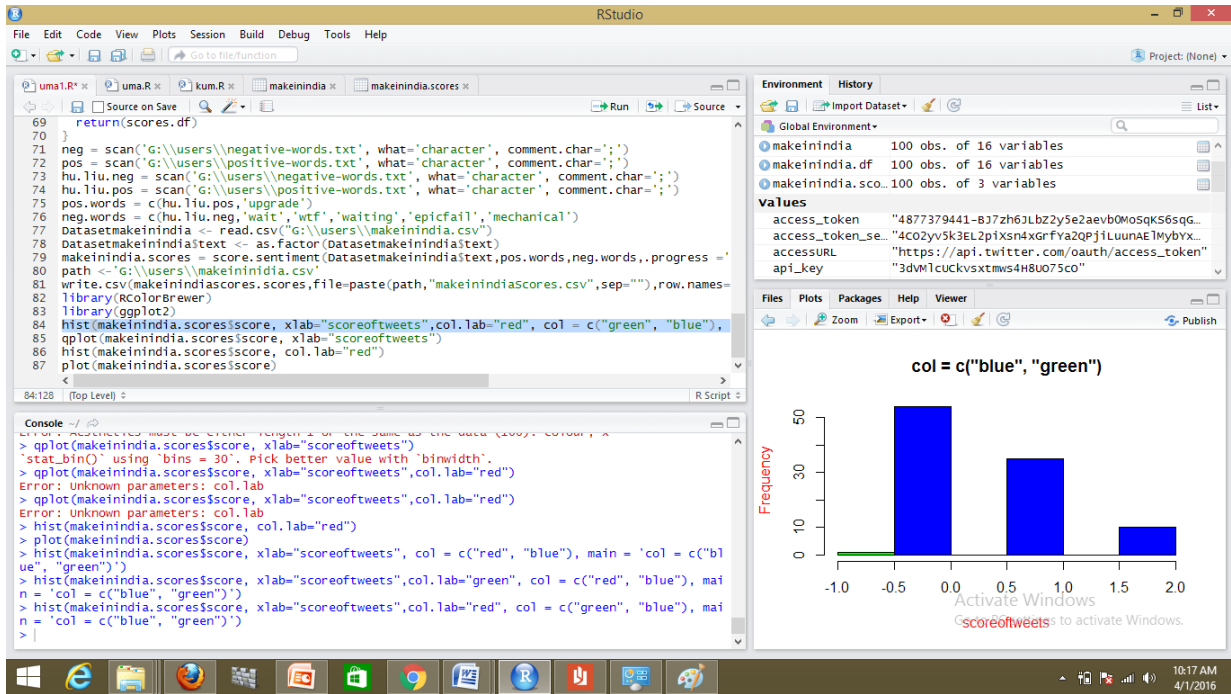 RStudio
File Edit Code View Plots Session Build Debug Tools Help
Go to file/function
Project: (None)
uma1.R* × uma.R × kum.R × makeinindia × makeinindia.scores ×
Source on Save Run Source
69 return(scores.df)
70 }
71 neg = scan('G:\\users\\negative-words.txt', what='character', comment.char=';')
72 pos = scan('G:\\users\\positive-words.txt', what='character', comment.char=';')
73 hu.liu.neg = scan('G:\\users\\negative-words.txt', what='character', comment.char=';')
74 hu.liu.pos = scan('G:\\users\\positive-words.txt', what='character', comment.char=';')
75 pos.words = c(hu.liu.pos,'upgrade')
76 neg.words = c(hu.liu.neg,'wait','wtf','waiting','epicfail','mechanical')
77 Datasetmakeinindia <- read.csv("G:\\users\\makeinindia.csv")
78 Datasetmakeinindia$text <- as.factor(Datasetmakeinindia$text)
79 makeinindia.scores = score.sentiment(Datasetmakeinindia$text,pos.words,neg.words,.progress ='
80 path <-'G:\\users\\makeininidia.csv'
81 write.csv(makeindiascores.scores,file=paste(path,"makeinindiaScores.csv",sep=""),row.names=
82 library(RColorBrewer)
83 library(ggplot2)
84 hist(makeinindia.scores$score, xlab="scoreoftweets",col.lab="red", col = c("green", "blue"),
85 qplot(makeinindia.scores$score, xlab="scoreoftweets")
86 hist(makeinindia.scores$score, col.lab="red")
87 plot(makeinindia.scores$score)
84:128 (Top Level) R Script
Console ~/
Error: Aesthetics must be either length 1 or the same as the data (100): colour, x
> qplot(makeinindia.scores$score, xlab="scoreoftweets")
`stat_bin()` using `bins = 30`. Pick better value with `binwidth`.
> qplot(makeinindia.scores$score, xlab="scoreoftweets",col.lab="red")
Error: Unknown parameters: col.lab
> qplot(makeinindia.scores$score, xlab="scoreoftweets",col.lab="red")
Error: Unknown parameters: col.lab
> hist(makeinindia.scores$score, col.lab="red")
> plot(makeinindia.scores$score)
> hist(makeinindia.scores$score, xlab="scoreoftweets", col = c("red", "blue"), main = 'col = c("bl
ue", "green")')
> hist(makeinindia.scores$score, xlab="scoreoftweets",col.lab="green", col = c("red", "blue"), mai
n = 'col = c("blue", "green")')
> hist(makeinindia.scores$score, xlab="scoreoftweets",col.lab="red", col = c("green", "blue"), mai
n = 'col = c("blue", "green")')
>
Environment History
Import Dataset List
Global Environment
makeinindia 100 obs. of 16 variables
makeinindia.df 100 obs. of 16 variables
makeinindia.sco… 100 obs. of 3 variables
Values
access_token
access_token_se…
accessURL "https://api.twitter.com/oauth/access_token"
api_key
Files Plots Packages Help Viewer
Zoom Export Publish
col = c("blue", "green")
Frequency
50
30
10
0
-1.0 -0.5 0.0 0.5 1.0 1.5 2.0
Activate Windows
scoreoftweets
to activate Windows.
10:17 AM
4/1/2016